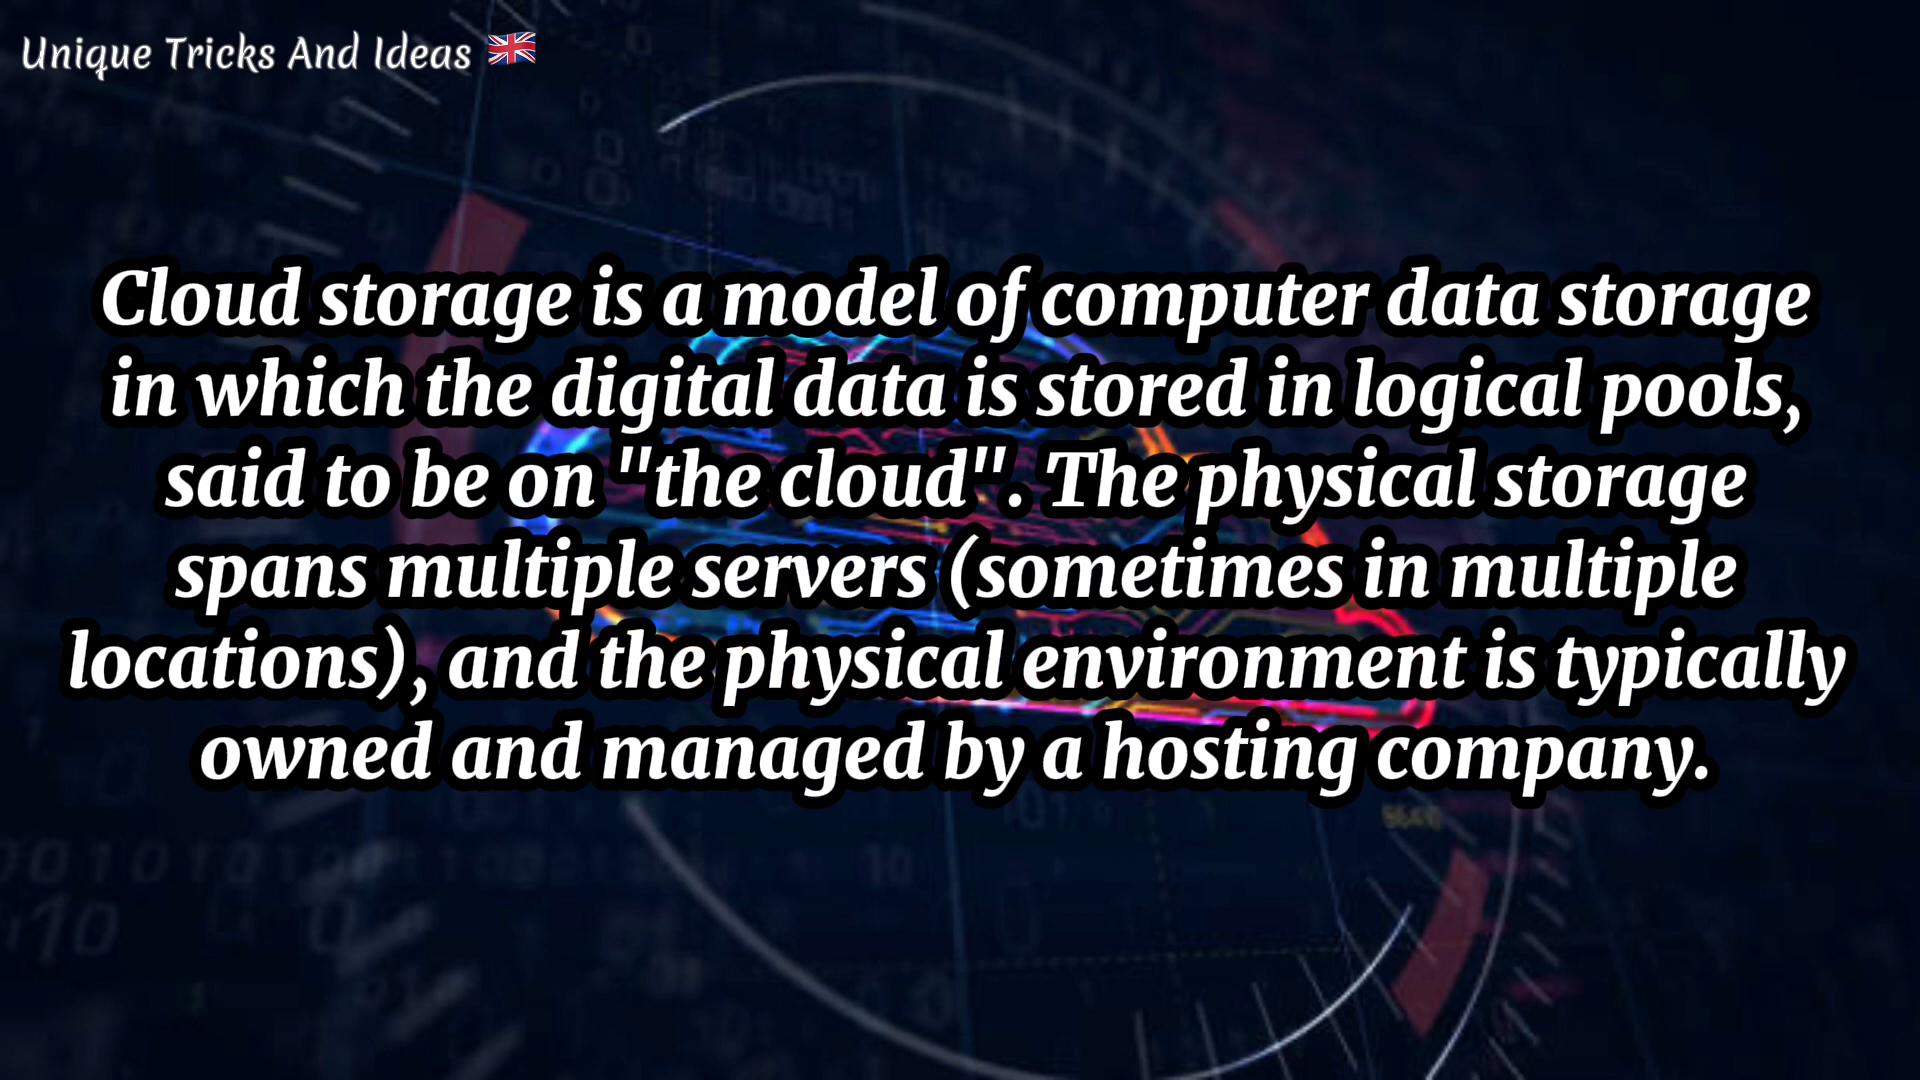 Unique Tricks And Ideas 🇬🇧
Cloud storage is a model of computer data storage
in which the digital data is stored in logical pools,
said to be on "the cloud". The physical storage
spans multiple servers (sometimes in multiple
locations), and the physical environment is typically
owned and managed by a hosting company.